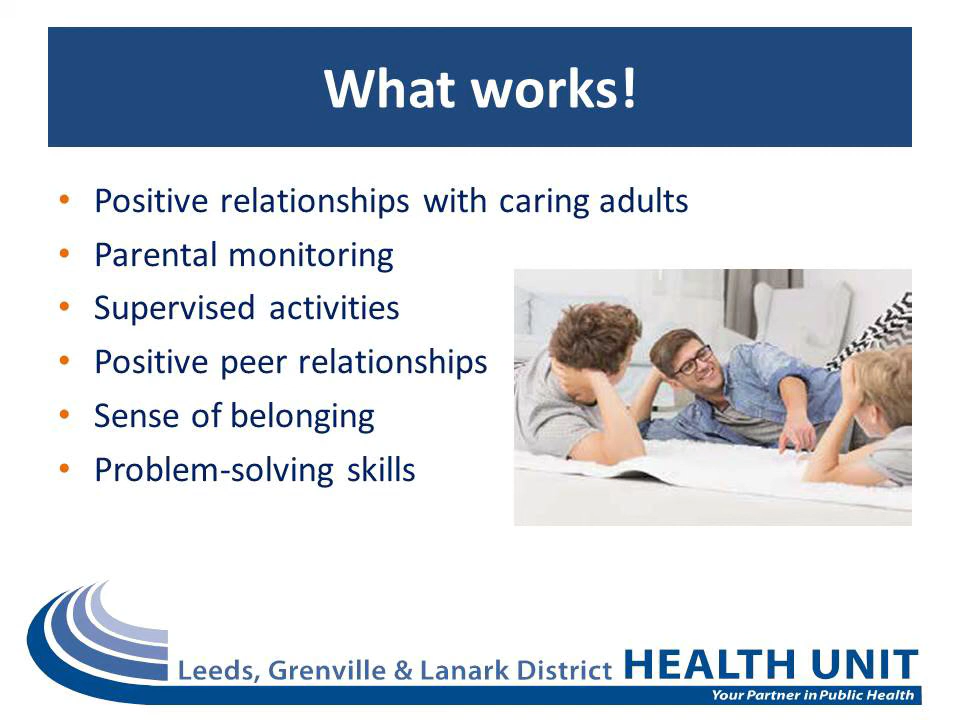 What works!
• Positive relationships with caring adults
• Parental monitoring
• Supervised activities
• Positive peer relationships
• Sense of belonging
• Problem-solving skills
Leeds, Grenville & Lanark District HEALTH UNIT
Your Partner in Public Health